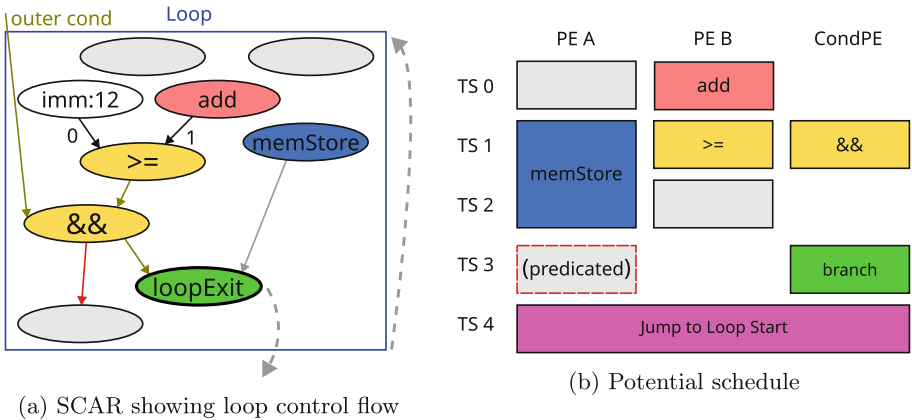 outer cond
Loop
imm:12
add
0
1
memStore
>=
&&
loopExit
(a) SCAR showing loop control flow
PE A
PE B
CondPE
TS 0
add
TS 1
memStore
>=
&&
TS 2
TS 3
(predicated)
branch
TS 4
Jump to Loop Start
(b) Potential schedule